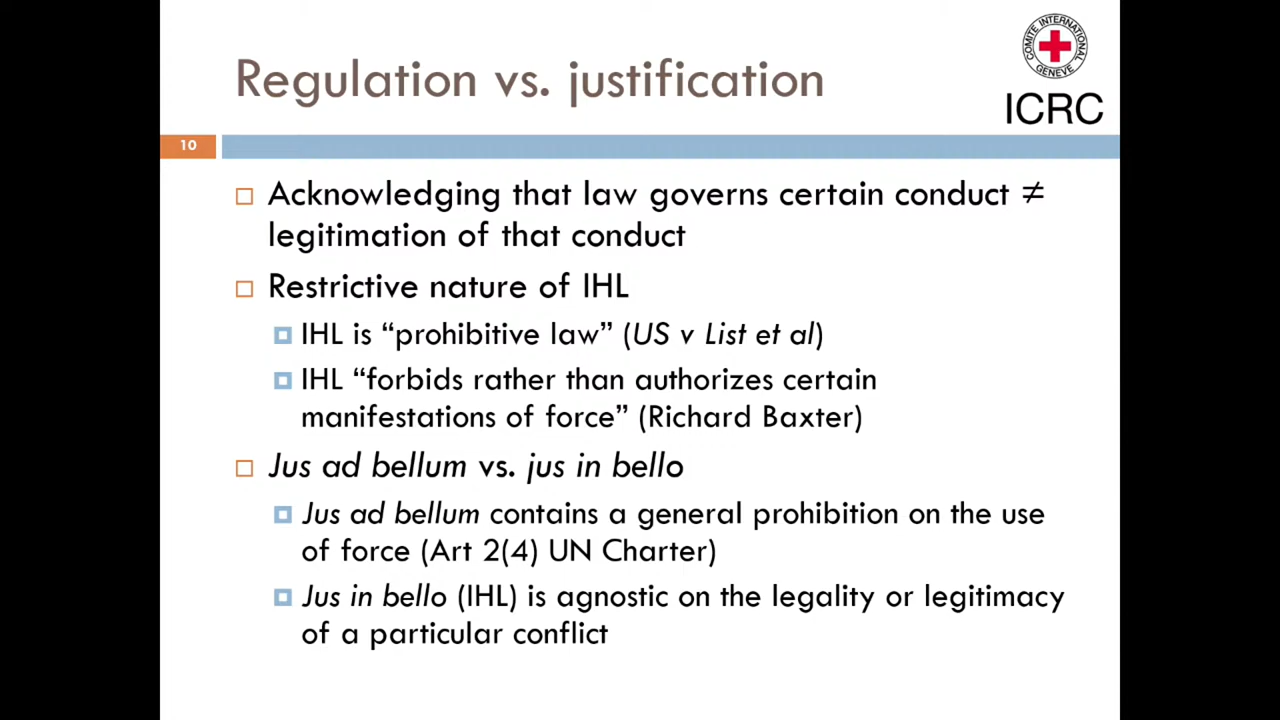 Regulation vs. justification
COMITE INTERNATIONAL
GENEVE
ICRC
10
Acknowledging that law governs certain conduct ≠
legitimation of that conduct
Restrictive nature of IHL
IHL is “prohibitive law” (US v List et al)
IHL “forbids rather than authorizes certain
manifestations of force” (Richard Baxter)
Jus ad bellum vs. jus in bello
Jus ad bellum contains a general prohibition on the use
of force (Art 2(4) UN Charter)
Jus in bello (IHL) is agnostic on the legality or legitimacy
of a particular conflict